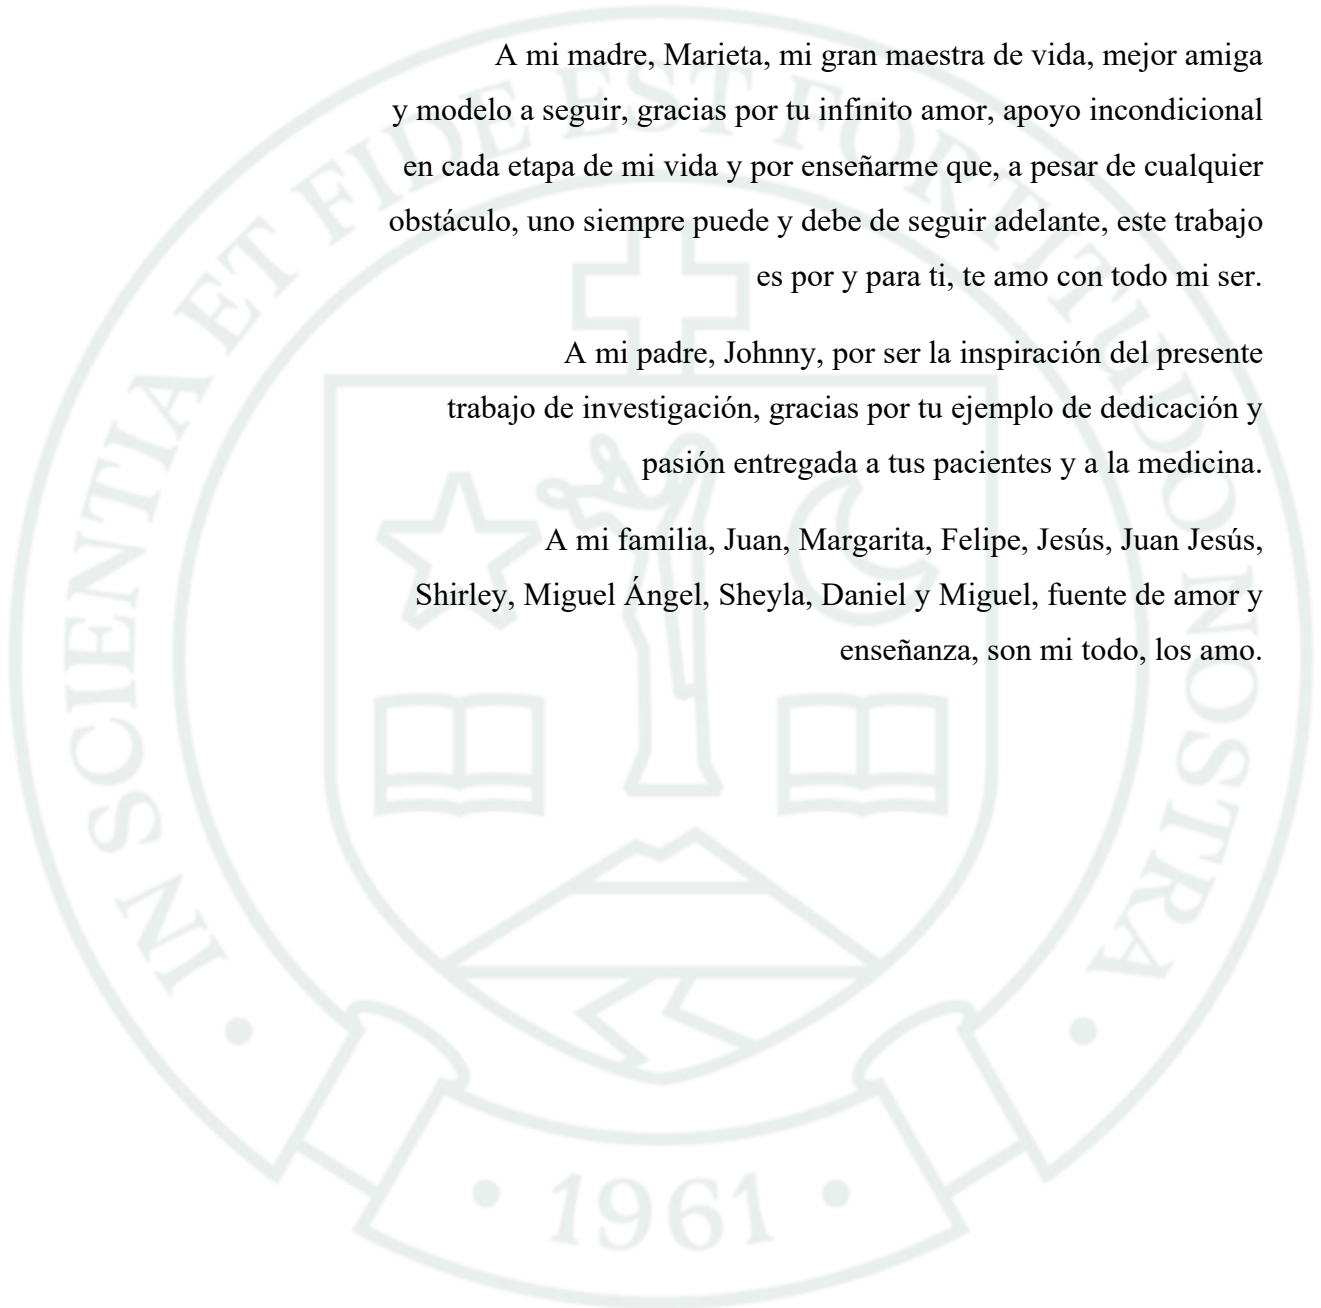 A mi madre, Marieta, mi gran maestra de vida, mejor amiga
y modelo a seguir, gracias por tu infinito amor, apoyo incondicional
en cada etapa de mi vida y por enseñarme que, a pesar de cualquier
obstáculo, uno siempre puede y debe de seguir adelante, este trabajo
es por y para ti, te amo con todo mi ser.
A mi padre, Johnny, por ser la inspiración del presente
trabajo de investigación, gracias por tu ejemplo de dedicación y
pasión entregada a tus pacientes y a la medicina.
A mi familia, Juan, Margarita, Felipe, Jesús, Juan Jesús,
Shirley, Miguel Ángel, Sheyla, Daniel y Miguel, fuente de amor y
enseñanza, son mi todo, los amo.
• IN SCIENTIA ET FIDE EST FORTITUDO NOSTRA •
• 1961 •